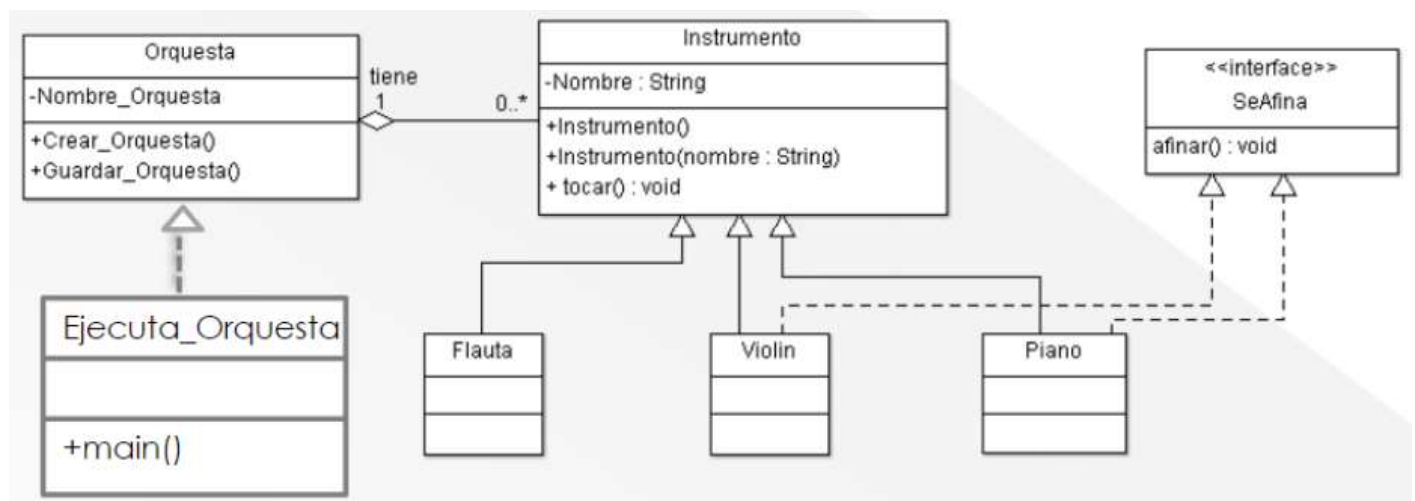 Orquesta
-Nombre_Orquesta
+Crear_Orquesta()
+Guardar_Orquesta()
tiene
1
0..*
Instrumento
-Nombre : String
+Instrumento()
+Instrumento(nombre : String)
+ tocar() : void
<<interface>>
SeAfina
afinar() : void
Ejecuta_Orquesta
+main()
Flauta
Violin
Piano